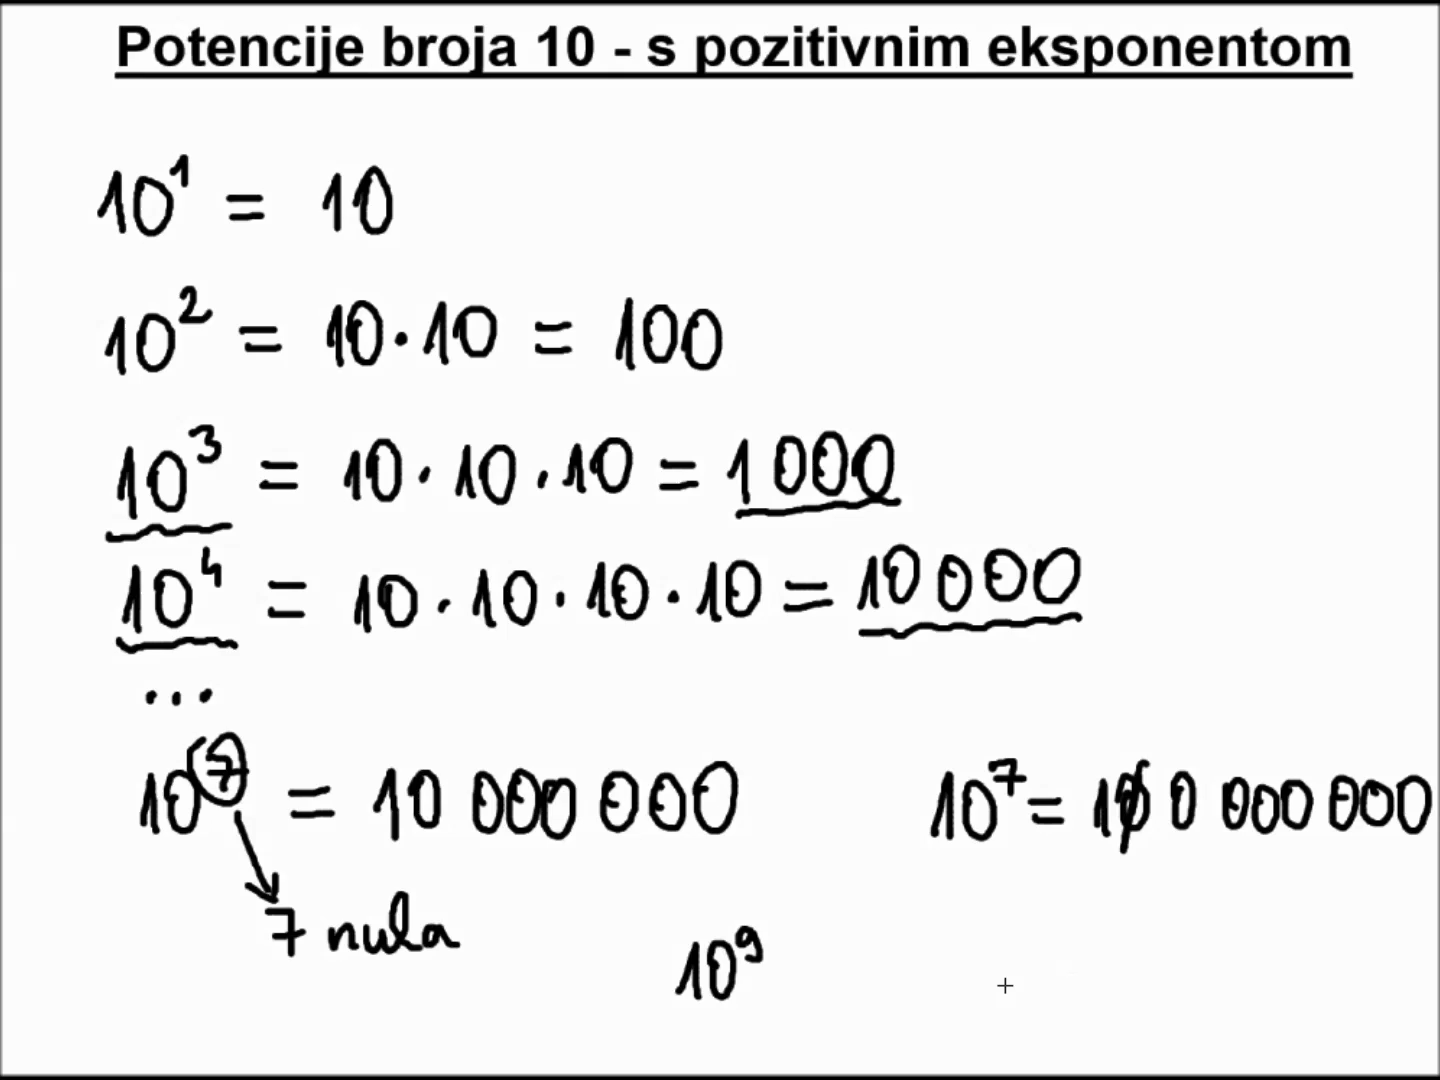 Potencije broja 10 - s pozitivnim eksponentom
10¹ = 10
10² = 10·10 = 100
10³ = 10·10·10 = 1000
10⁴ = 10·10·10·10 = 10000
...
10⁷ = 10 000 000
10⁷ = 100 000 000
7 nula
10⁹